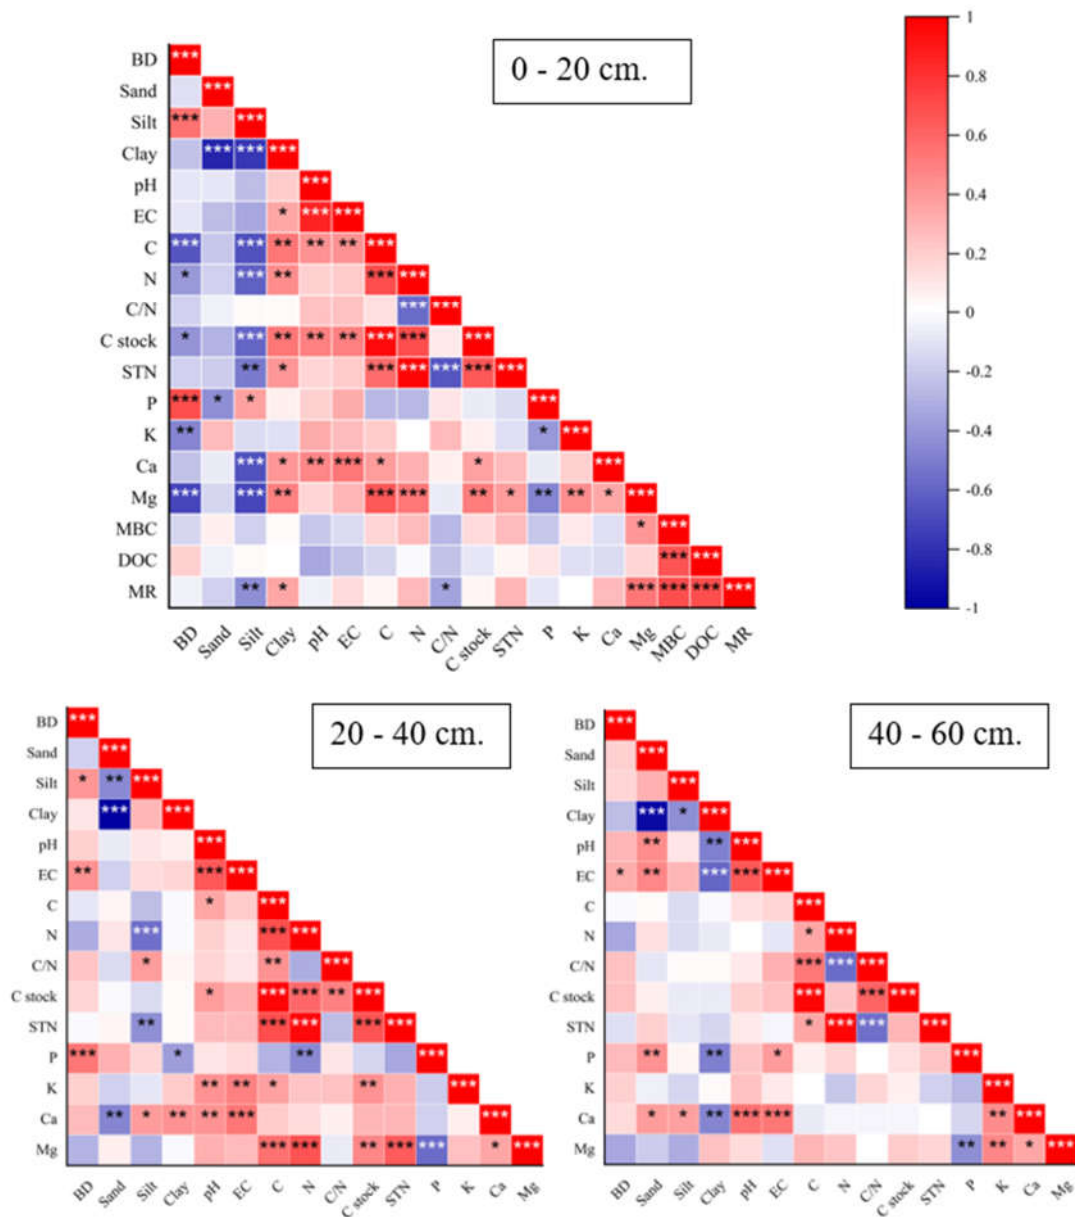 0 - 20 cm.
BD ***
Sand ***
Silt *** ***
Clay *** *** ***
pH ***
EC * *** ***
C *** *** ** ** ** ***
N * *** ** *** ***
C/N *** ***
C stock * *** ** ** ** *** *** ***
STN ** * *** *** *** *** ***
P *** * * ***
K ** * ***
Ca *** * ** *** * * ***
Mg *** *** ** *** *** ** * ** ** * ***
MBC * ***
DOC *** ***
MR ** * * *** *** *** ***
BD Sand Silt Clay pH EC C N C/N C stock STN P K Ca Mg MBC DOC MR
1
0.8
0.6
0.4
0.2
0
-0.2
-0.4
-0.6
-0.8
-1
20 - 40 cm.
BD ***
Sand ***
Silt * ** ***
Clay *** ***
pH ***
EC ** *** ***
C * ***
N *** *** ***
C/N * ** ***
C stock * *** *** ** ***
STN ** *** *** *** ***
P *** * ** ***
K ** ** * ** ***
Ca ** * ** ** *** ***
Mg *** *** ** *** *** * ***
BD Sand Silt Clay pH EC C N C/N C stock STN P K Ca Mg
40 - 60 cm.
BD ***
Sand ***
Silt ***
Clay *** * ***
pH ** ** ***
EC * ** *** *** ***
C ***
N * ***
C/N *** *** ***
C stock *** *** ***
STN * *** *** ***
P ** ** * ***
K ***
Ca * * ** *** *** ** ***
Mg ** ** * ***
BD Sand Silt Clay pH EC C N C/N C stock STN P K Ca Mg